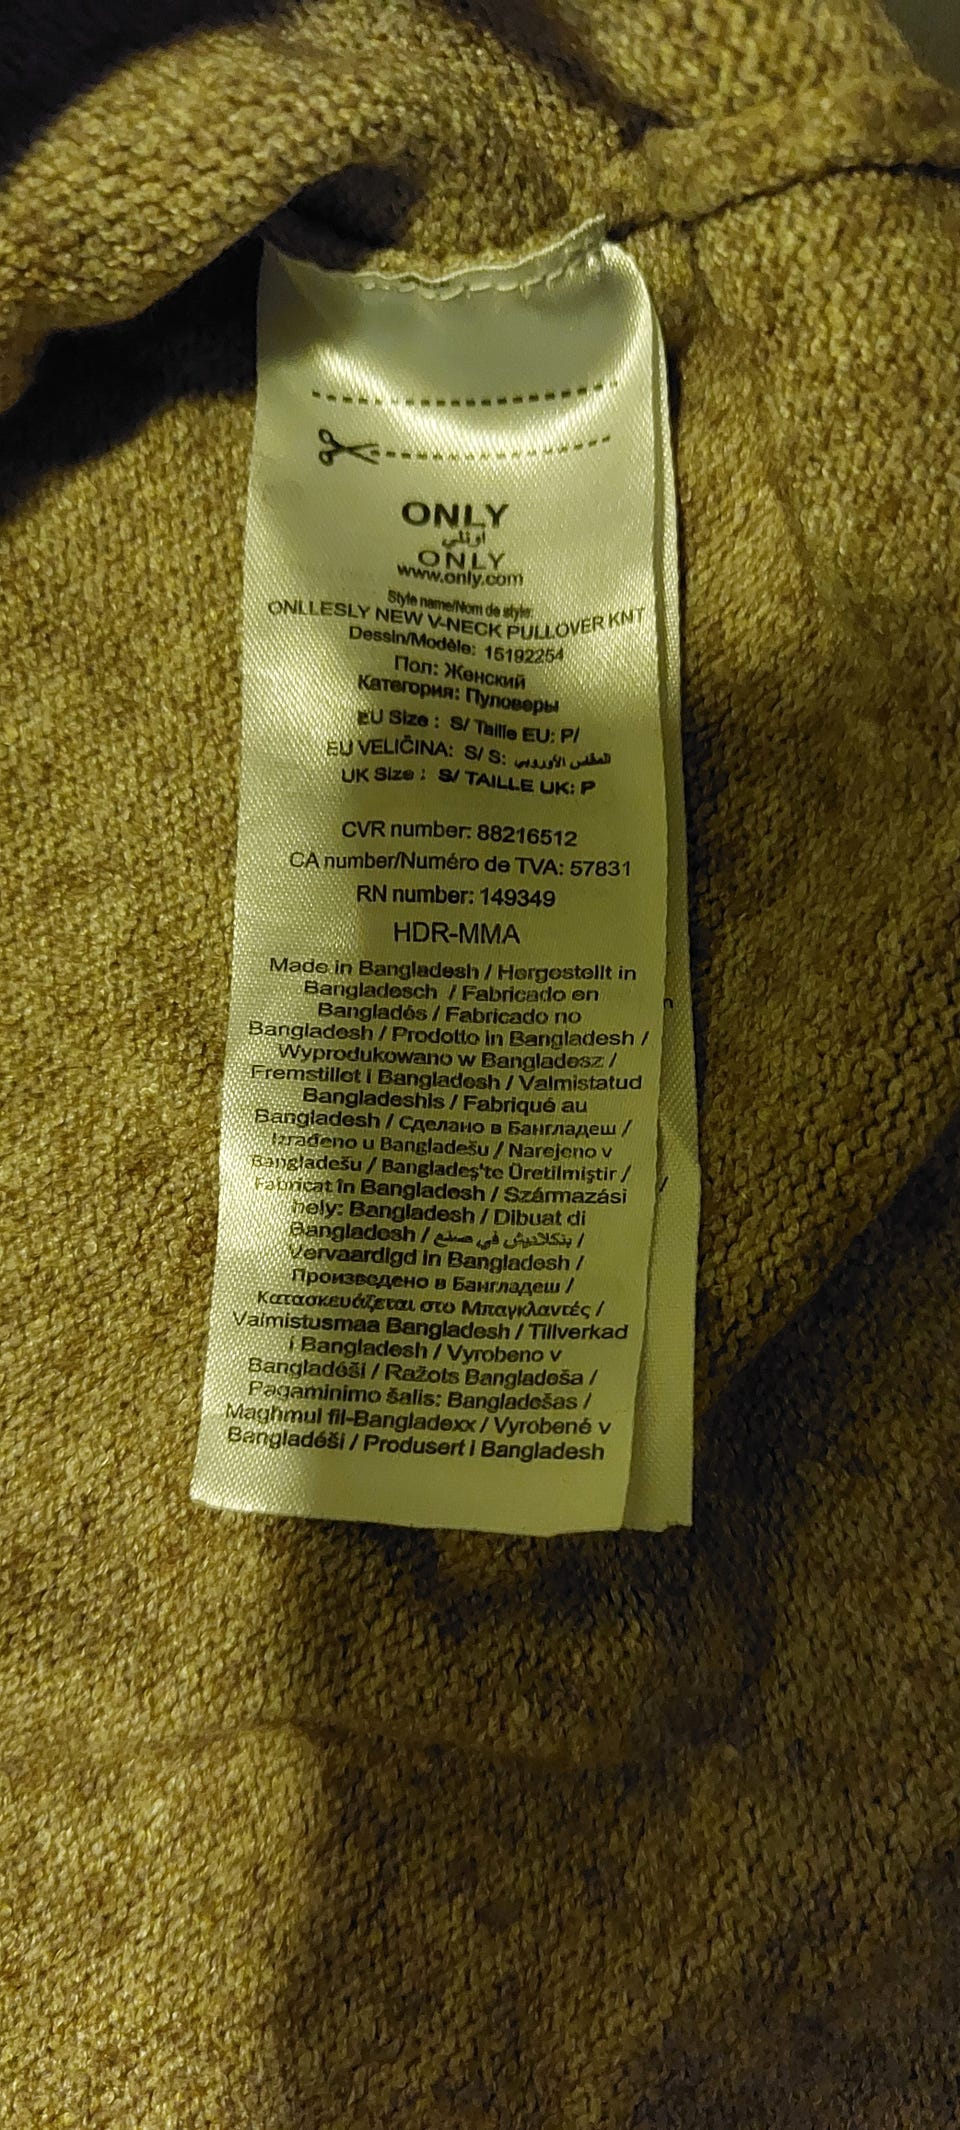 ONLY
اونلي
ONLY
www.only.com
Style name/Nom de style:
ONLLESLY NEW V-NECK PULLOVER KNT
Dessin/Modèle: 15192254
Пол: Женский
Категория: Пуловеры
EU Size : S/ Taille EU: P/
EU VELIČINA: S/ S: المقاس الأوروبي
UK Size : S/ TAILLE UK: P
CVR number: 88216512
CA number/Numéro de TVA: 57831
RN number: 149349
HDR-MMA
Made in Bangladesh / Hergestellt in
Bangladesch / Fabricado en
Bangladés / Fabricado no
Bangladesh / Prodotto in Bangladesh /
Wyprodukowano w Bangladesz /
Fremstillet i Bangladesh / Valmistatud
Bangladeshis / Fabriqué au
Bangladesh / Сделано в Бангладеш /
Izrađeno u Bangladešu / Narejeno v
Bangladešu / Bangladeş'te Üretilmiştir /
Fabricat în Bangladesh / Származási
hely: Bangladesh / Dibuat di
Bangladesh / بنكلاديش في صنع /
Vervaardigd in Bangladesh /
Произведено в Бангладеш /
Κατασκευάζεται στο Μπαγκλαντές /
Valmistusmaa Bangladesh / Tillverkad
i Bangladesh / Vyrobeno v
Bangladéši / Ražots Bangladeša /
Pagaminimo šalis: Bangladešas /
Maghmul fil-Bangladexx / Vyrobené v
Bangladéši / Produsert i Bangladesh